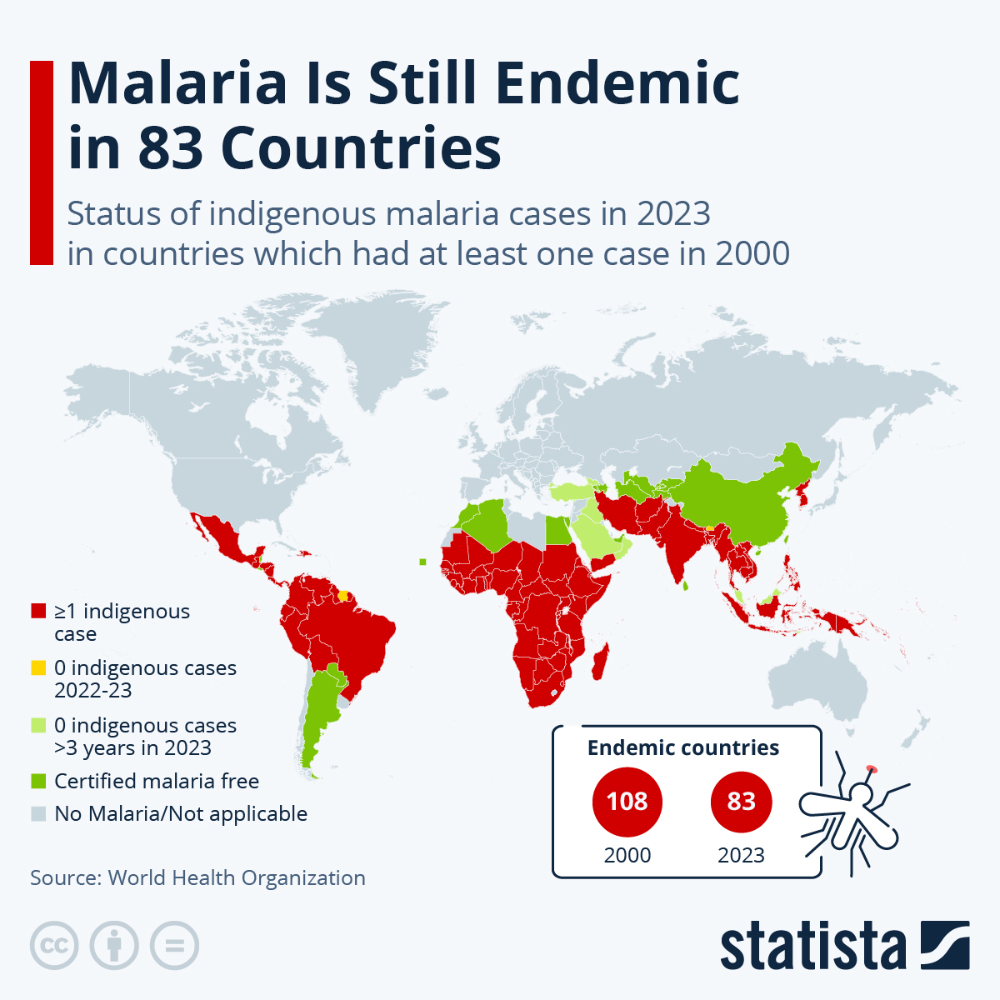 Malaria Is Still Endemic
in 83 Countries
Status of indigenous malaria cases in 2023
in countries which had at least one case in 2000
≥1 indigenous
case
0 indigenous cases
2022-23
0 indigenous cases
>3 years in 2023
Certified malaria free
No Malaria/Not applicable
Endemic countries
108
83
2000
2023
Source: World Health Organization
cc
statista